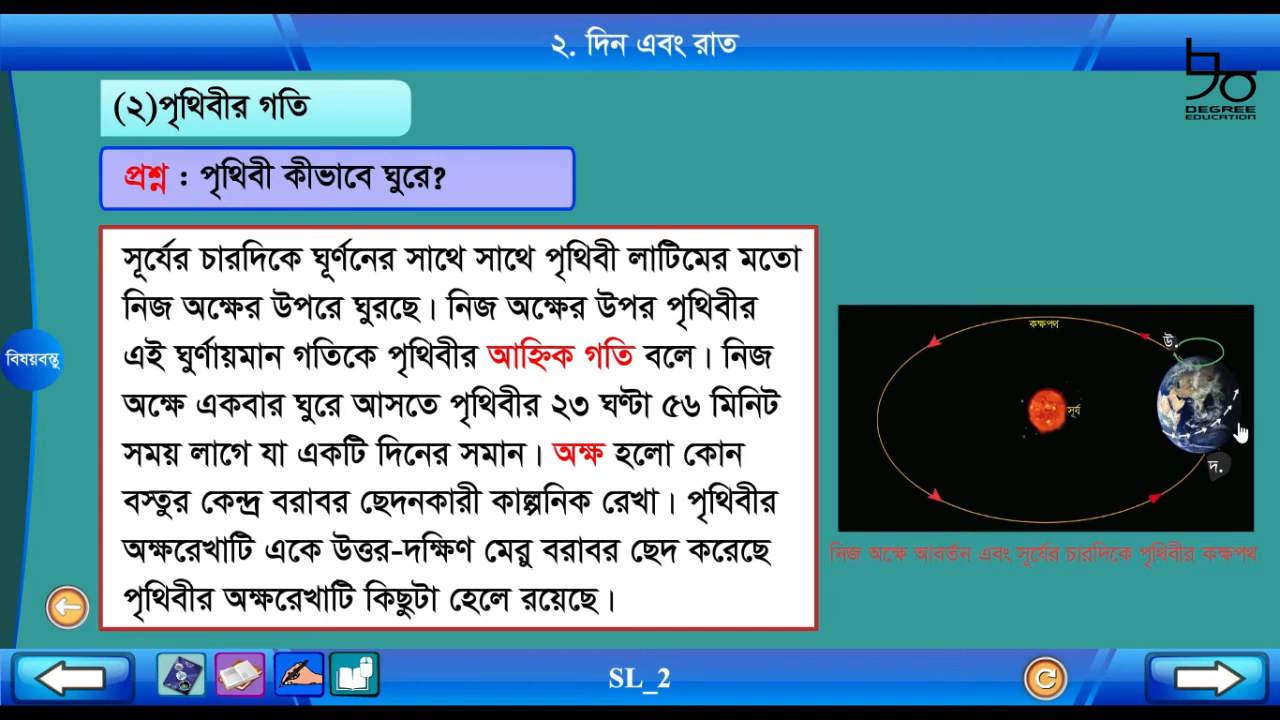 ২. দিন এবং রাত
DEGREE
EDUCATION
(২)পৃথিবীর গতি
প্রশ্ন : পৃথিবী কীভাবে ঘুরে?
সূর্যের চারদিকে ঘূর্ণনের সাথে সাথে পৃথিবী লাটিমের মতো
নিজ অক্ষের উপরে ঘুরছে। নিজ অক্ষের উপর পৃথিবীর
এই ঘুর্ণায়মান গতিকে পৃথিবীর আহ্নিক গতি বলে। নিজ
অক্ষে একবার ঘুরে আসতে পৃথিবীর ২৩ ঘণ্টা ৫৬ মিনিট
সময় লাগে যা একটি দিনের সমান। অক্ষ হলো কোন
বস্তুর কেন্দ্র বরাবর ছেদনকারী কাল্পনিক রেখা। পৃথিবীর
অক্ষরেখাটি একে উত্তর-দক্ষিণ মেরু বরাবর ছেদ করেছে
পৃথিবীর অক্ষরেখাটি কিছুটা হেলে রয়েছে।
বিষয়বস্তু
কক্ষপথ
উ.
সূর্য
দ.
নিজ অক্ষে আবর্তন এবং সূর্যের চারদিকে পৃথিবীর কক্ষপথ
SL_2